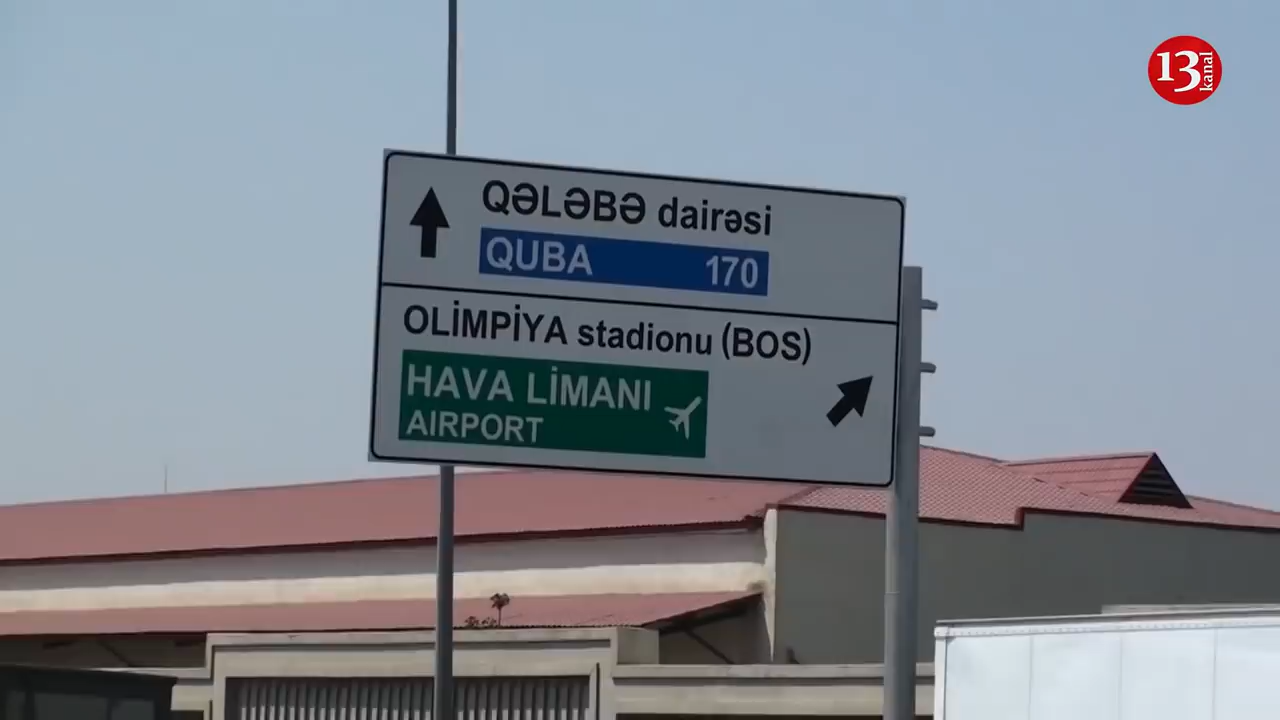 13 kanal
QƏLƏBƏ dairəsi
QUBA 170
OLİMPİYA stadionu (BOS)
HAVA LİMANI
AIRPORT